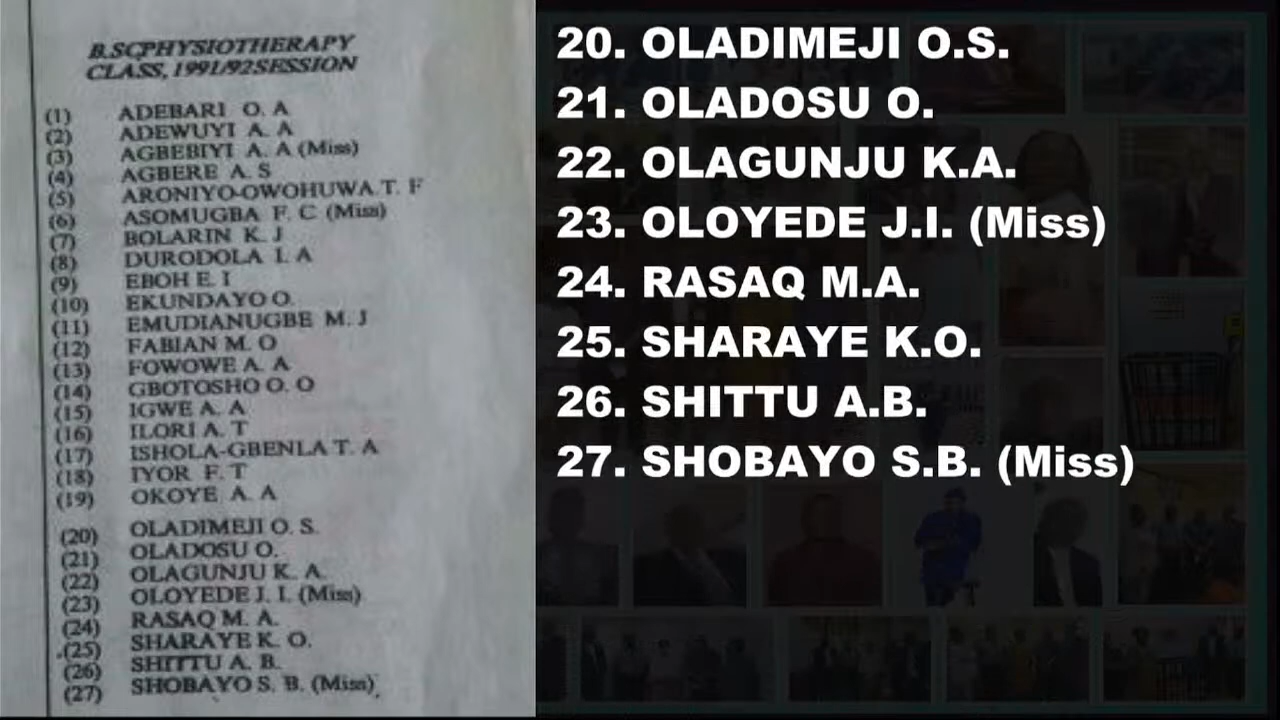 B.SC PHYSIOTHERAPY
CLASS, 1991/92 SESSION
(1) ADEBARI O. A
(2) ADEWUYI A. A
(3) AGBEBIYI A. A (Miss)
(4) AGBERE A. S
(5) ARONIYO-OWOHUWA T. F
(6) ASOMUGBA F. C (Miss)
(7) BOLARIN K. J
(8) DURODOLA I. A
(9) EBOH E. I
(10) EKUNDAYO O.
(11) EMUDIANUGBE M. J
(12) FABIAN M. O
(13) FOWOWE A. A
(14) GBOTOSHO O. O
(15) IGWE A. A
(16) ILORI A. T
(17) ISHOLA-GBENLA T. A
(18) IYOR F. T
(19) OKOYE A. A
(20) OLADIMEJI O. S.
(21) OLADOSU O.
(22) OLAGUNJU K. A.
(23) OLOYEDE J. I. (Miss)
(24) RASAQ M. A.
(25) SHARAYE K. O.
(26) SHITTU A. B.
(27) SHOBAYO S. B. (Miss)
20. OLADIMEJI O.S.
21. OLADOSU O.
22. OLAGUNJU K.A.
23. OLOYEDE J.I. (Miss)
24. RASAQ M.A.
25. SHARAYE K.O.
26. SHITTU A.B.
27. SHOBAYO S.B. (Miss)